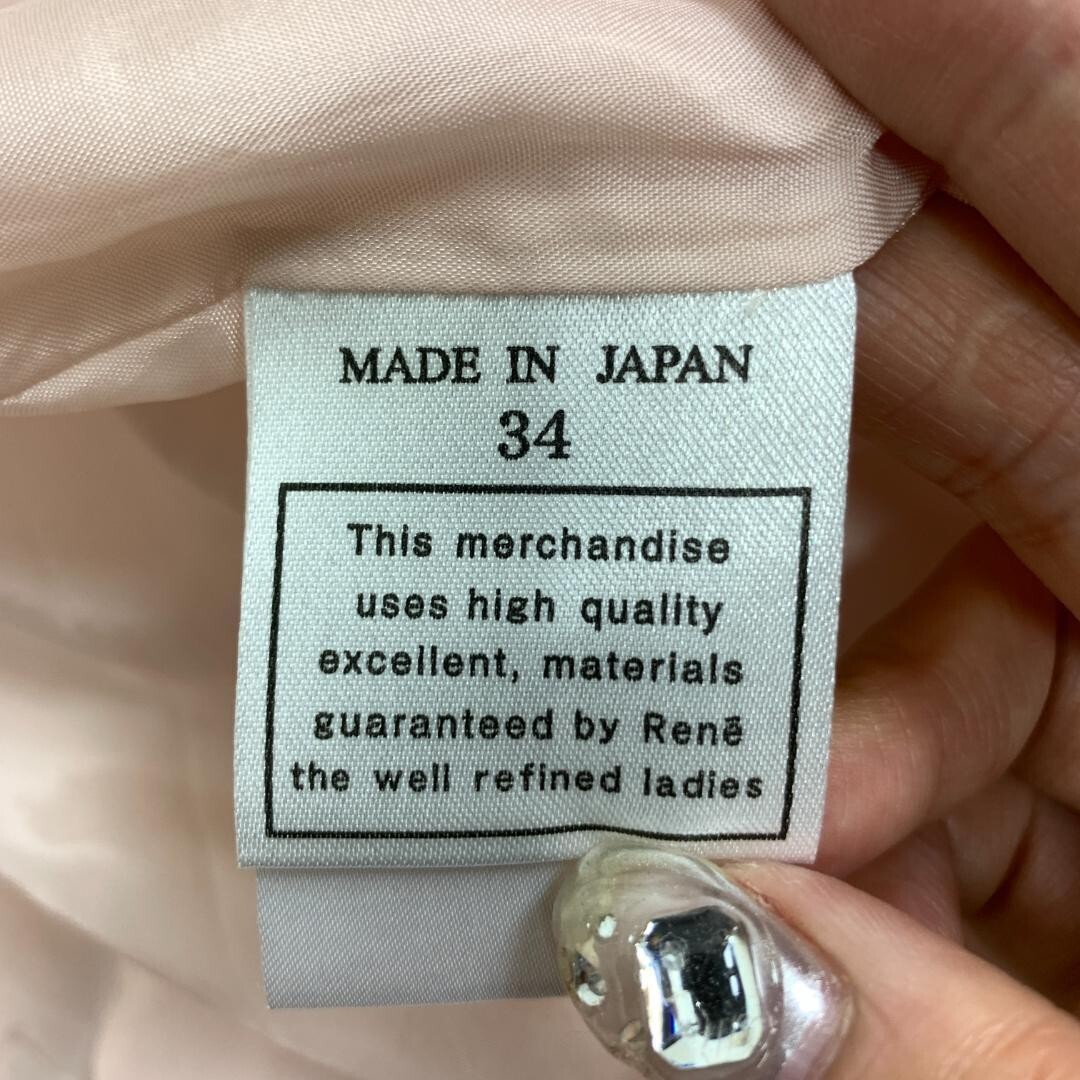 MADE IN JAPAN
34
This merchandise
uses high quality
excellent, materials
guaranteed by Renē
the well refined ladies